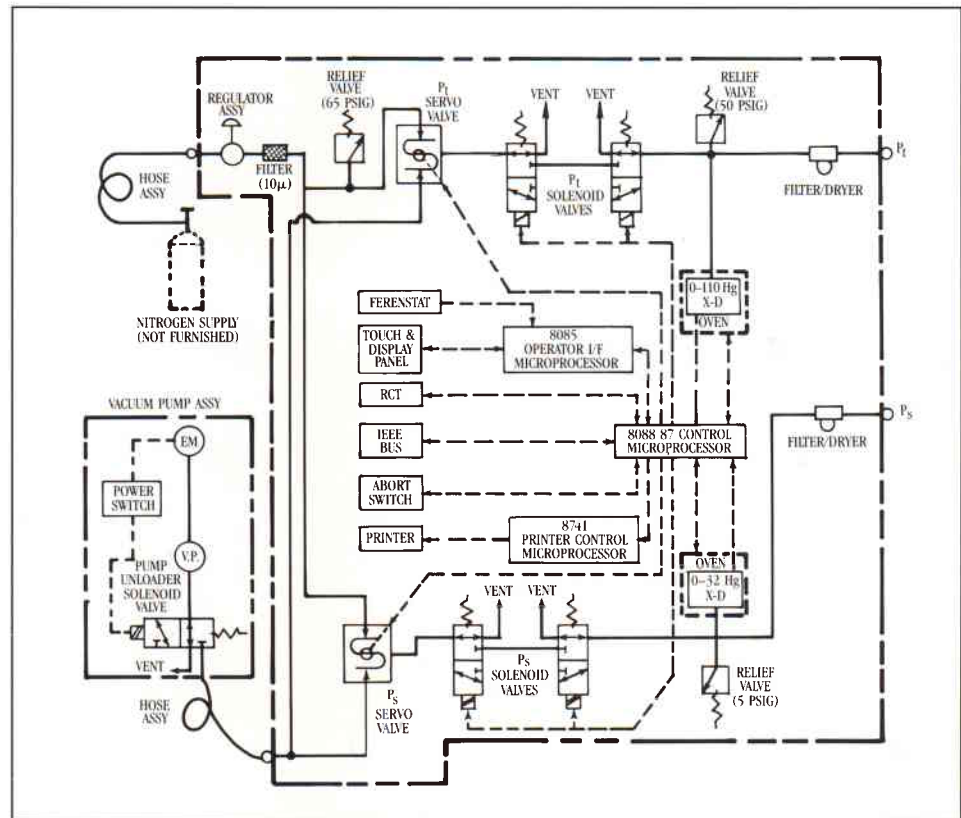 RELIEF
VALVE
(65 PSIG)
Pt
SERVO
VALVE
VENT
VENT
RELIEF
VALVE
(50 PSIG)
REGULATOR
ASSY
HOSE
ASSY
FILTER
(10μ)
Pt
SOLENOID
VALVES
FILTER/DRYER
Pt
NITROGEN SUPPLY
(NOT FURNISHED)
0-110 Hg
X-D
OVEN
FERENSTAT
8085
OPERATOR I/F
MICROPROCESSOR
TOUCH &
DISPLAY
PANEL
RCT
IEEE
BUS
8088 87 CONTROL
MICROPROCESSOR
ABORT
SWITCH
PRINTER
8741
PRINTER CONTROL
MICROPROCESSOR
FILTER/DRYER
Ps
VACUUM PUMP ASSY
EM
POWER
SWITCH
V.P.
PUMP
UNLOADER
SOLENOID
VALVE
VENT
HOSE
ASSY
Ps
SERVO
VALVE
VENT
VENT
Ps
SOLENOID
VALVES
OVEN
0-32 Hg
X-D
RELIEF
VALVE
(5 PSIG)